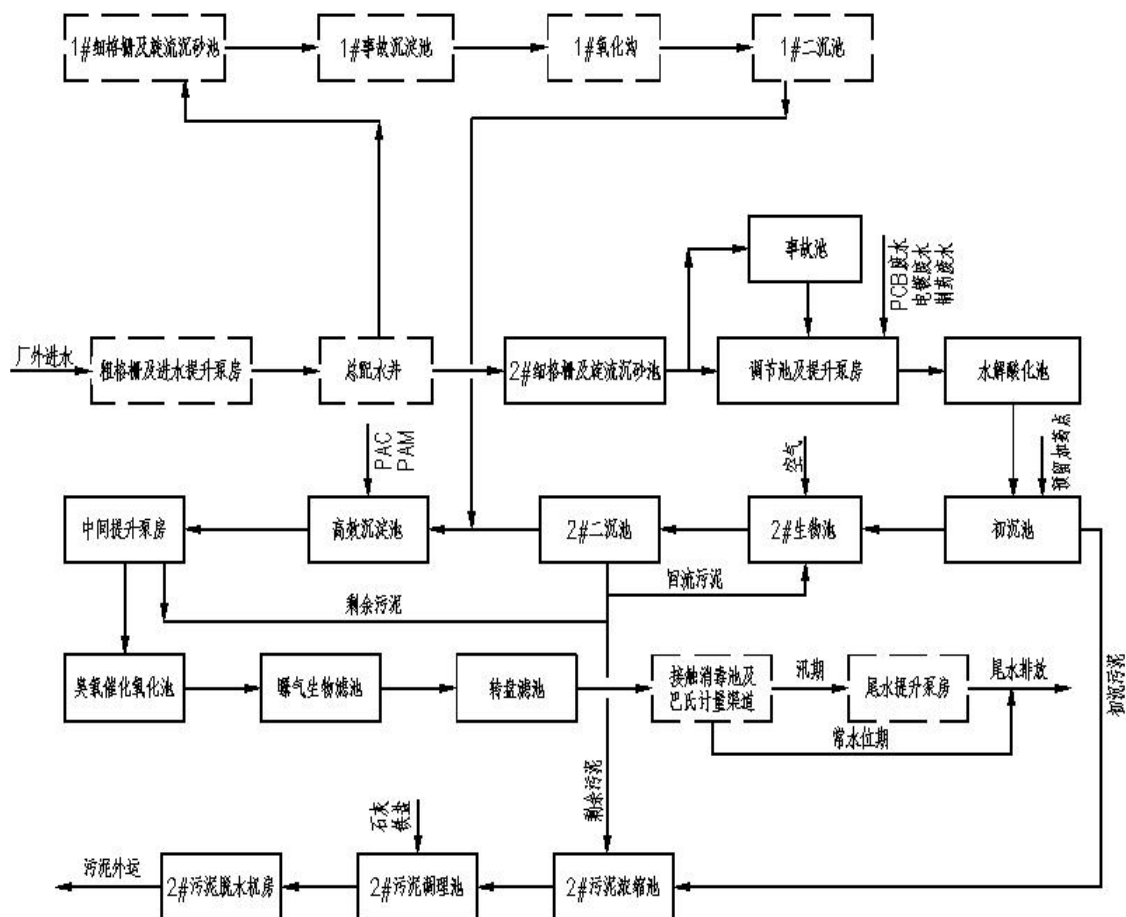 1#细格栅及旋流沉砂池
1#事故沉淀池
1#氧化沟
1#二沉池
事故池
PCB废水
电镀废水
制药废水
厂外进水
粗格栅及进水提升泵房
总配水井
2#细格栅及旋流沉砂池
调节池及提升泵房
水解酸化池
PAC
PAM
空气
预留加药点
中间提升泵房
高效沉淀池
2#二沉池
2#生物池
初沉池
回流污泥
剩余污泥
臭氧催化氧化池
曝气生物滤池
转盘滤池
接触消毒池及
巴氏计量渠道
汛期
尾水提升泵房
尾水排放
常水位期
初沉污泥
剩余污泥
石灰
铁盐
污泥外运
2#污泥脱水机房
2#污泥调理池
2#污泥浓缩池